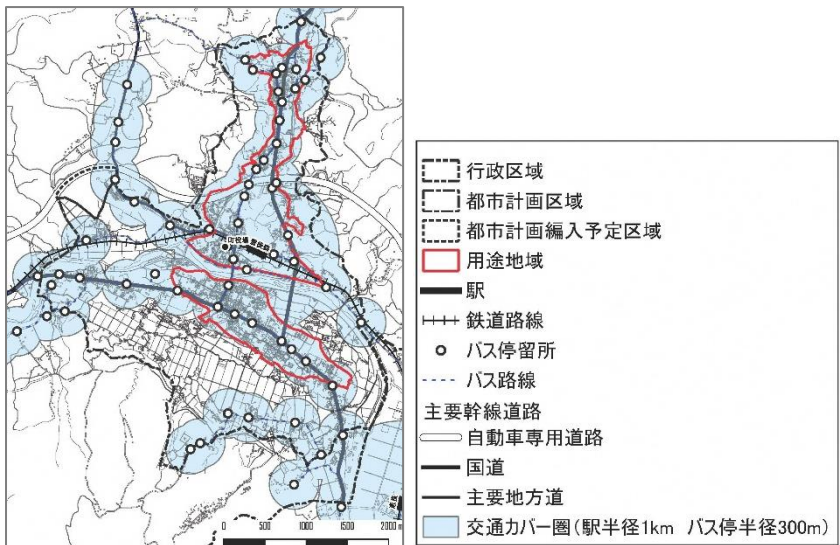 0 500 1000 1500 2000 m
行政区域
都市計画区域
都市計画編入予定区域
用途地域
駅
鉄道路線
バス停留所
バス路線
主要幹線道路
自動車専用道路
国道
主要地方道
交通カバー圏(駅半径1km バス停半径300m)